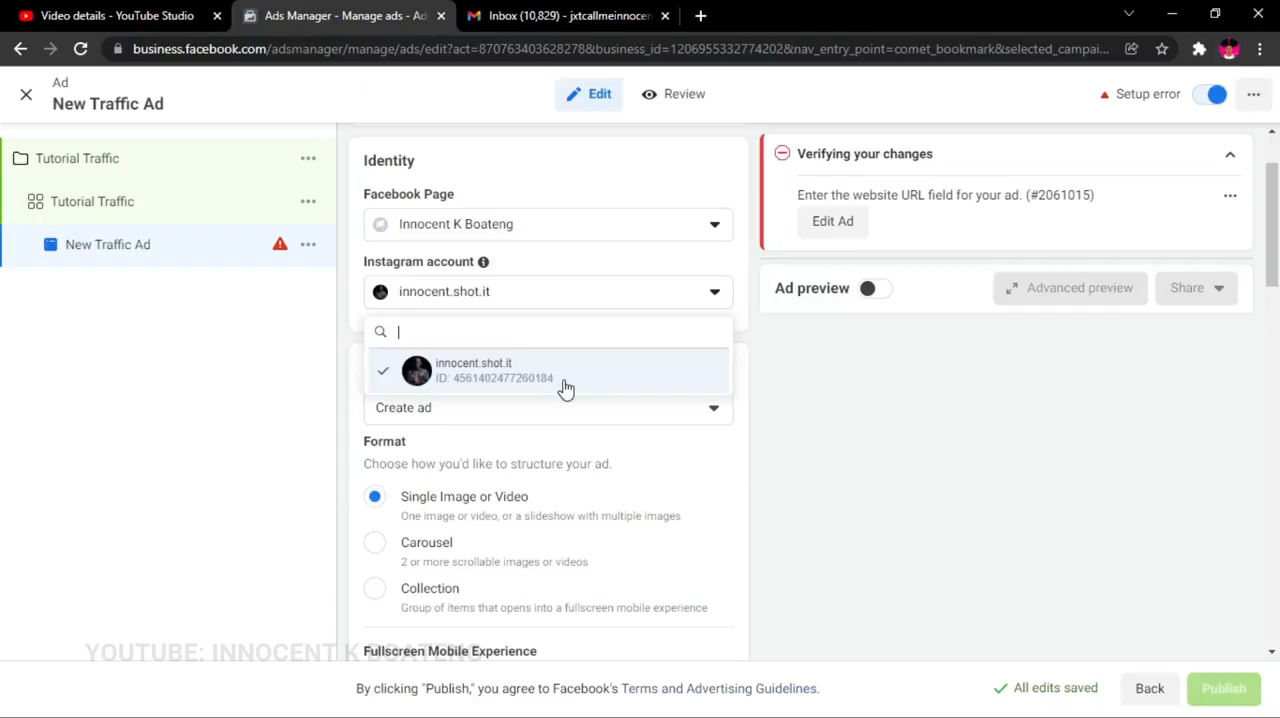 Video details - YouTube Studio
Ads Manager - Manage ads - Ad
Inbox (10,829) - jxtcallmeinnocen
business.facebook.com/adsmanager/manage/ads/edit?act=870763403628278&business_id=1206955332774202&nav_entry_point=comet_bookmark&selected_campai...
Ad
New Traffic Ad
Edit
Review
Setup error
Tutorial Traffic
Tutorial Traffic
New Traffic Ad
Identity
Facebook Page
Innocent K Boateng
Instagram account
innocent.shot.it
innocent.shot.it
ID: 4561402477260184
Create ad
Format
Choose how you'd like to structure your ad.
Single Image or Video
One image or video, or a slideshow with multiple images
Carousel
2 or more scrollable images or videos
Collection
Group of items that opens into a fullscreen mobile experience
Fullscreen Mobile Experience
Verifying your changes
Enter the website URL field for your ad. (#2061015)
Edit Ad
Ad preview
Advanced preview
Share
YOUTUBE: INNOCENT K BOATENG
By clicking "Publish," you agree to Facebook's Terms and Advertising Guidelines.
All edits saved
Back
Publish